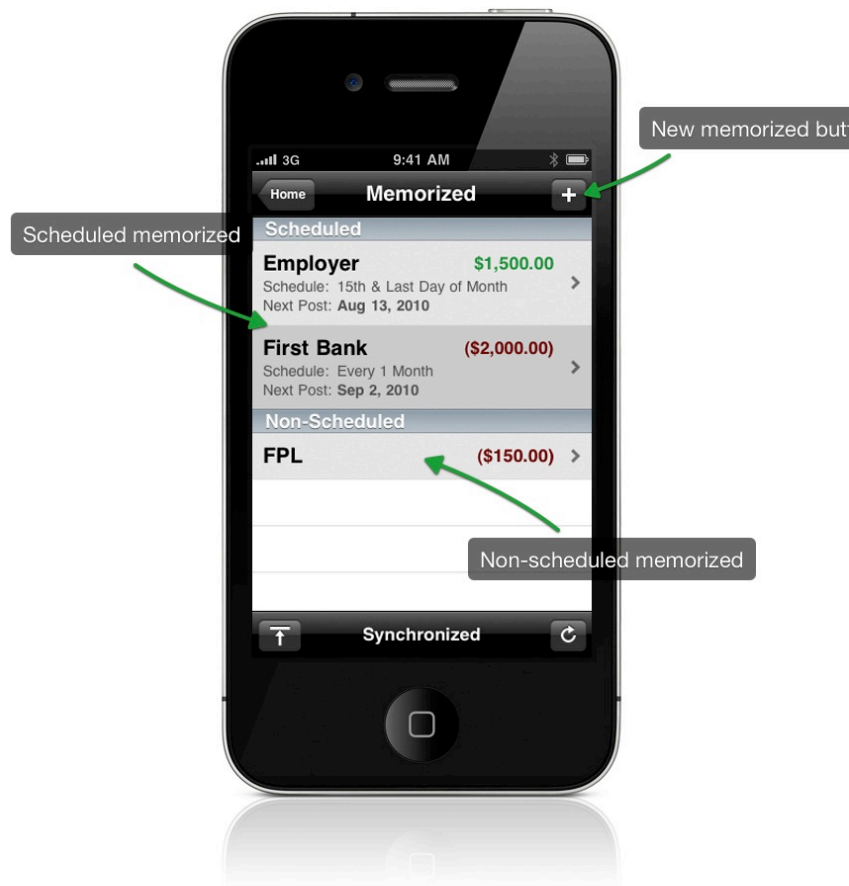 New memorized but
3G 9:41 AM
Home Memorized +
Scheduled memorized
Scheduled
Employer $1,500.00
Schedule: 15th & Last Day of Month
Next Post: Aug 13, 2010
First Bank ($2,000.00)
Schedule: Every 1 Month
Next Post: Sep 2, 2010
Non-Scheduled
FPL ($150.00)
Non-scheduled memorized
Synchronized